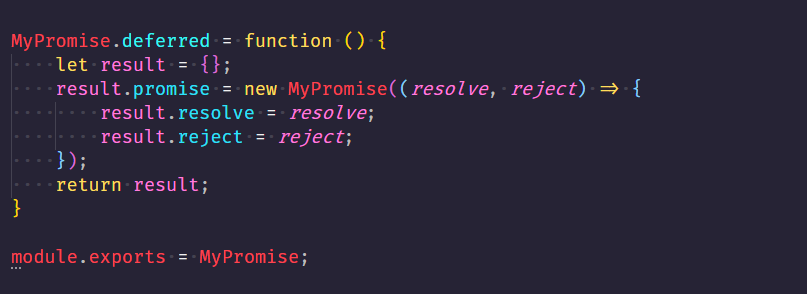 MyPromise.deferred = function () {
    let result = {};
    result.promise = new MyPromise((resolve, reject) => {
        result.resolve = resolve;
        result.reject = reject;
    });
    return result;
}
module.exports = MyPromise;